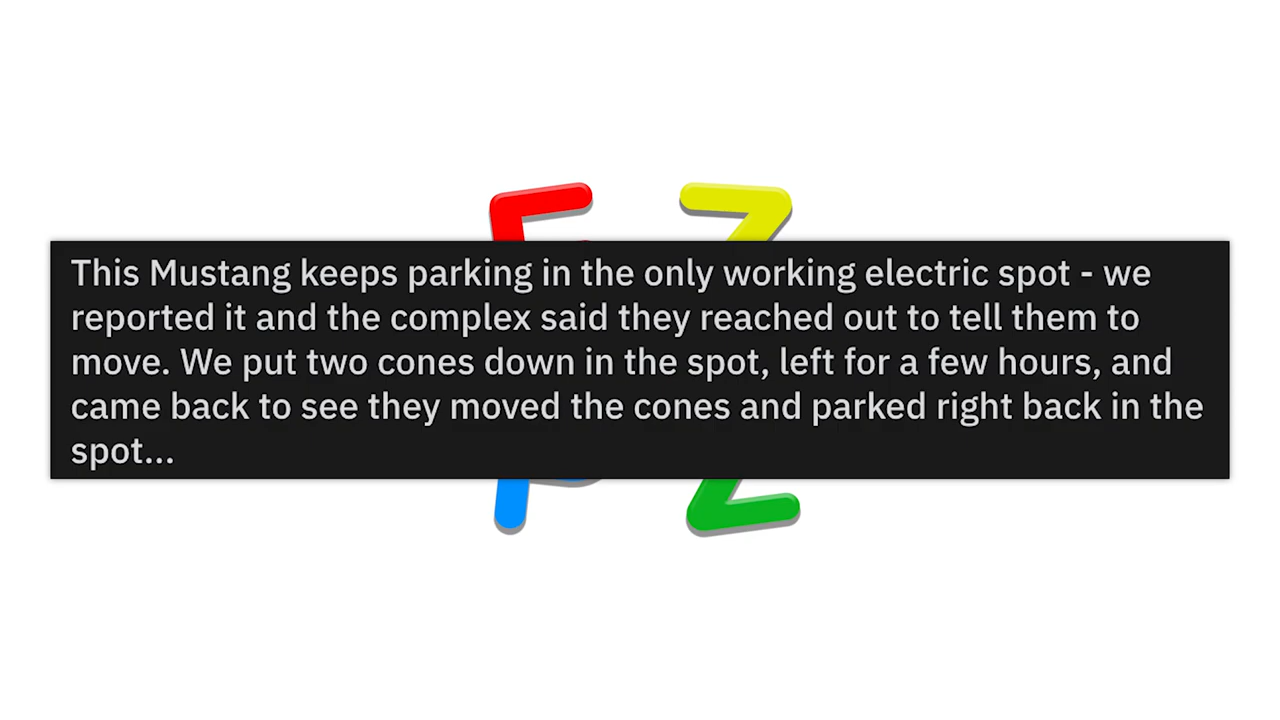 This Mustang keeps parking in the only working electric spot - we
reported it and the complex said they reached out to tell them to
move. We put two cones down in the spot, left for a few hours, and
came back to see they moved the cones and parked right back in the
spot...